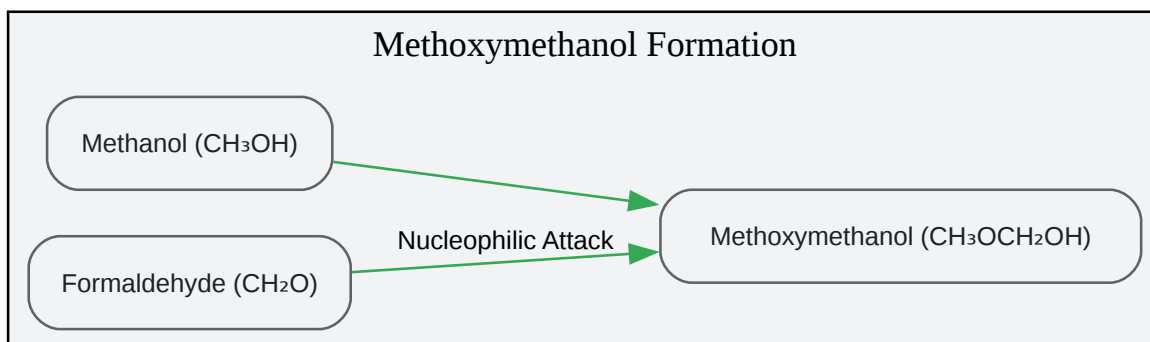 Methoxymethanol Formation
Methanol (CH₃OH)
Nucleophilic Attack
Methoxymethanol (CH₃OCH₂OH)
Formaldehyde (CH₂O)